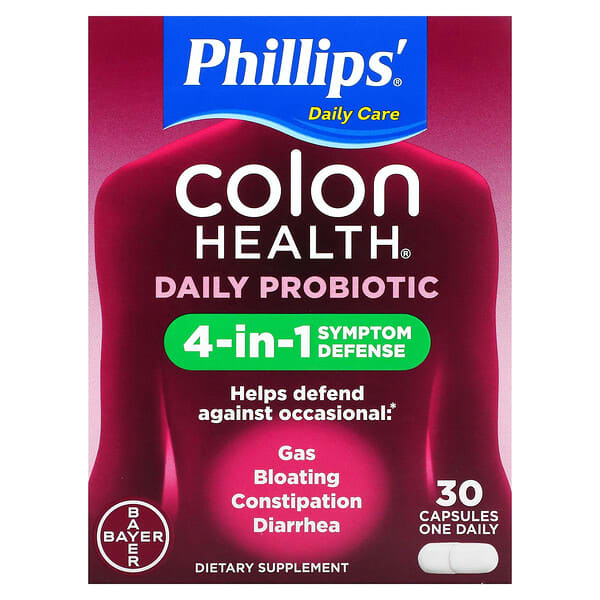 Phillips'®
Daily Care
colon
HEALTH®
DAILY PROBIOTIC
4-in-1 SYMPTOM DEFENSE
Helps defend
against occasional:*
Gas
Bloating
Constipation
Diarrhea
BAYER
BAYER
30
CAPSULES
ONE DAILY
DIETARY SUPPLEMENT